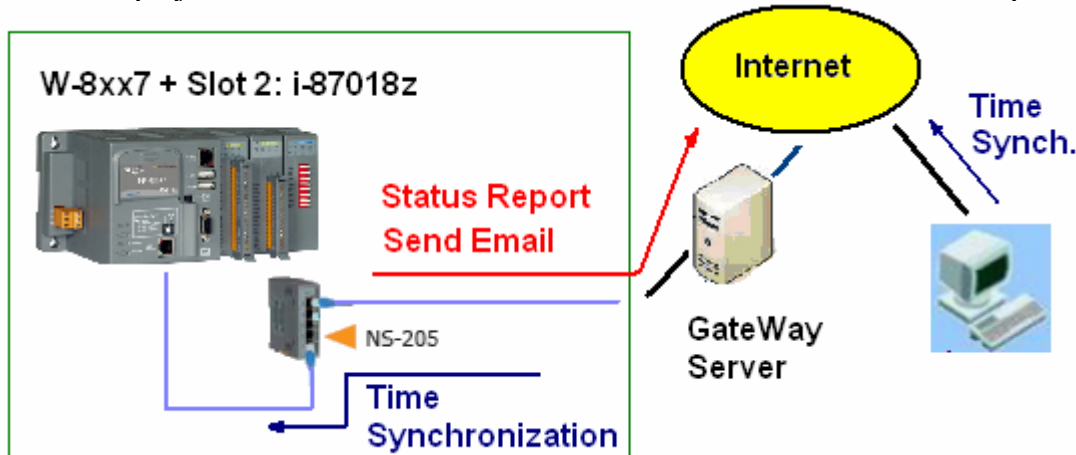 W-8xx7 + Slot 2: i-87018z
Internet
Time
Synch.
Status Report
Send Email
NS-205
GateWay
Server
Time
Synchronization